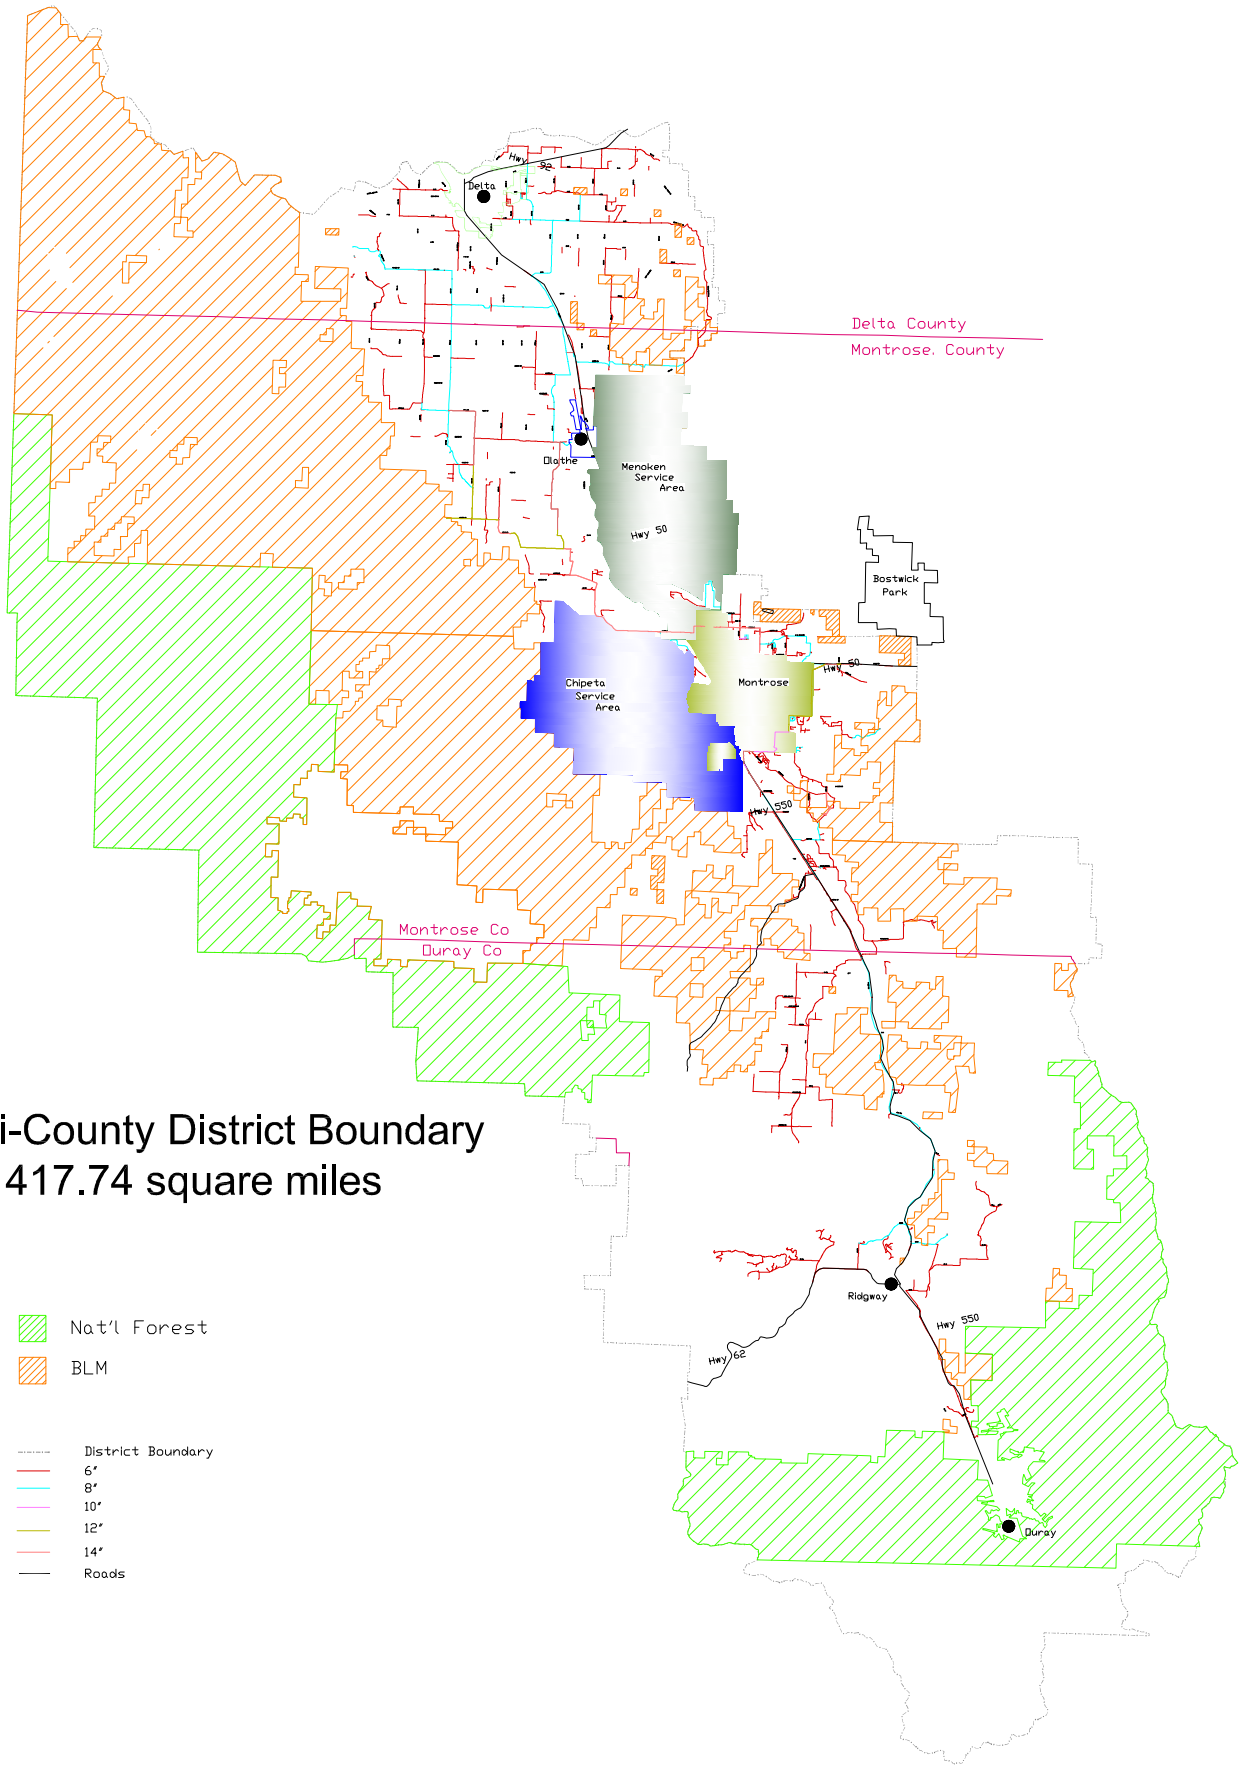 Hwy 92
Delta
Delta County
Montrose. County
Olathe
Menoken
Service
Area
Hwy 50
Bostwick
Park
Hwy 50
Chipeta
Service
Area
Montrose
Hwy 550
Montrose Co
Ouray Co
i-County District Boundary
417.74 square miles
Ridgway
Hwy 550
Hwy 62
Nat'l Forest
BLM
District Boundary
6"
8"
10"
12"
14"
Roads
Ouray